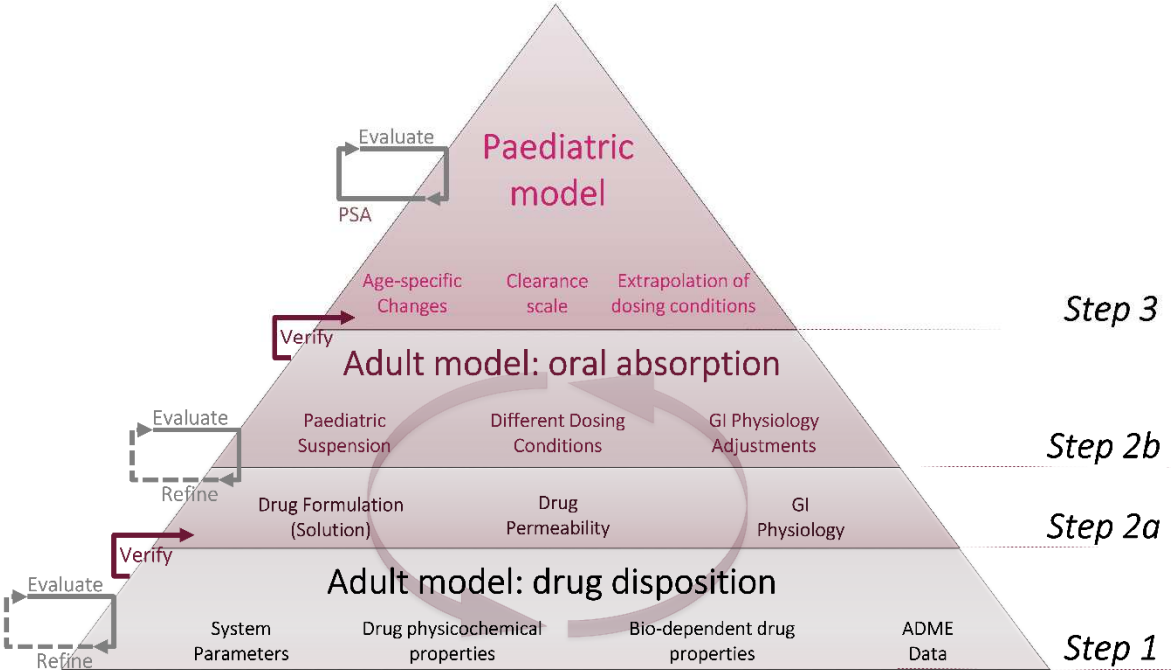 Evaluate
PSA
Paediatric
model
Age-specific
Changes
Clearance
scale
Extrapolation of
dosing conditions
Step 3
Verify
Adult model: oral absorption
Evaluate
Refine
Paediatric
Suspension
Different Dosing
Conditions
GI Physiology
Adjustments
Step 2b
Drug Formulation
(Solution)
Drug
Permeability
GI
Physiology
Step 2a
Verify
Adult model: drug disposition
Evaluate
Refine
System
Parameters
Drug physicochemical
properties
Bio-dependent drug
properties
ADME
Data
Step 1